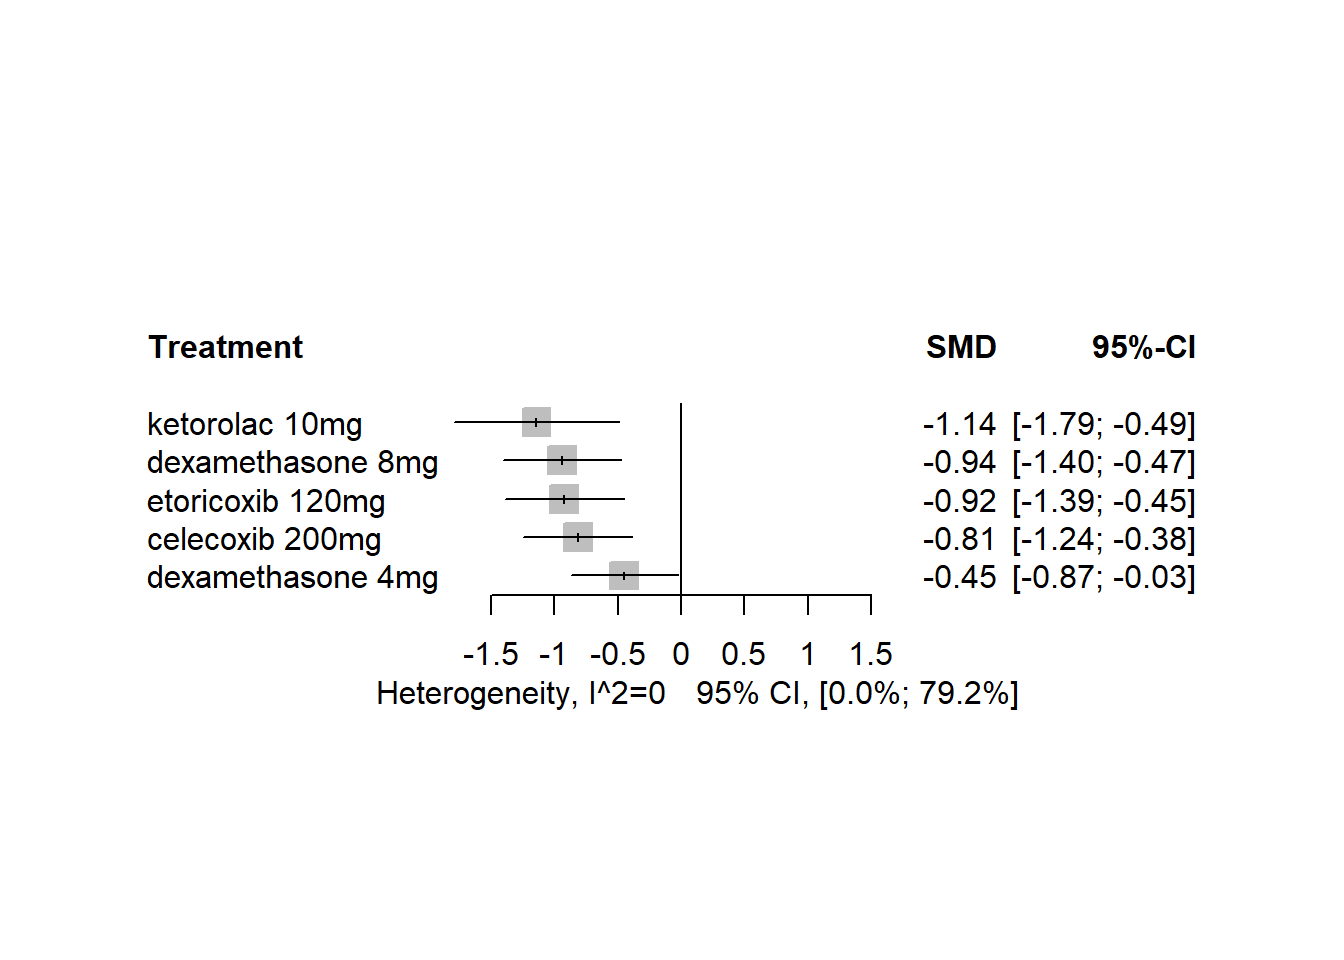 Treatment SMD 95%-CI
ketorolac 10mg -1.14 [-1.79; -0.49]
dexamethasone 8mg -0.94 [-1.40; -0.47]
etoricoxib 120mg -0.92 [-1.39; -0.45]
celecoxib 200mg -0.81 [-1.24; -0.38]
dexamethasone 4mg -0.45 [-0.87; -0.03]
-1.5 -1 -0.5 0 0.5 1 1.5
Heterogeneity, I^2=0 95% CI, [0.0%; 79.2%]